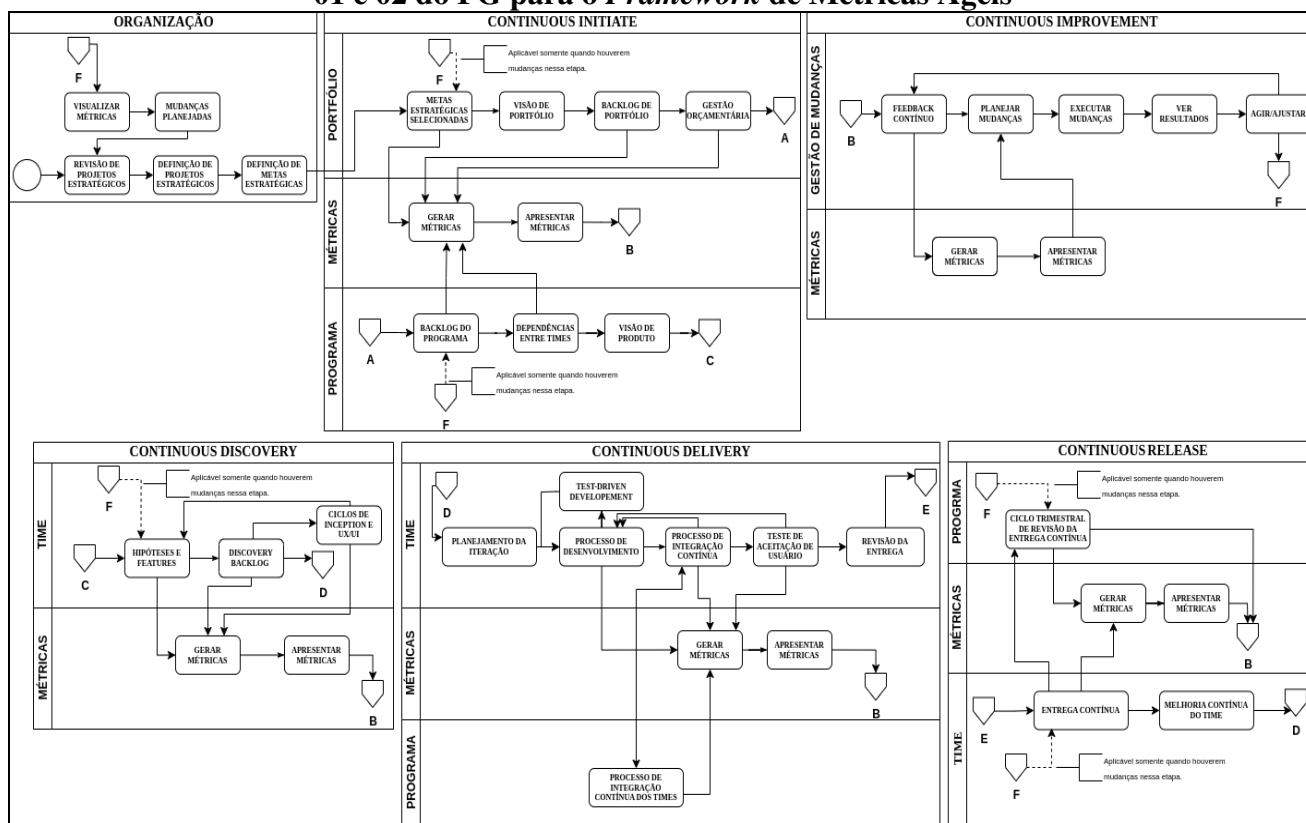 01 e 02 do FG para o Framework de Métricas Ágeis
ORGANIZAÇÃO
F
VISUALIZAR
MÉTRICAS
MUDANÇAS
PLANEJADAS
REVISÃO DE
PROJETOS
ESTRATÉGICOS
DEFINIÇÃO DE
PROJETOS
ESTRATÉGICOS
DEFINIÇÃO DE
METAS
ESTRATÉGICAS
CONTINUOUS INITIATE
PORTFÓLIO
F
Aplicável somente quando houverem
mudanças nessa etapa.
METAS
ESTRATÉGICAS
SELECIONADAS
VISÃO DE
PORTFÓLIO
BACKLOG DE
PORTFÓLIO
GESTÃO
ORÇAMENTÁRIA
A
MÉTRICAS
GERAR
MÉTRICAS
APRESENTAR
MÉTRICAS
B
PROGRAMA
A
BACKLOG DO
PROGRAMA
DEPENDÊNCIAS
ENTRE TIMES
VISÃO DE
PRODUTO
C
F
Aplicável somente quando houverem
mudanças nessa etapa.
CONTINUOUS IMPROVEMENT
GESTÃO DE MUDANÇAS
B
FEEDBACK
CONTÍNUO
PLANEJAR
MUDANÇAS
EXECUTAR
MUDANÇAS
VER
RESULTADOS
AGIR/AJUSTAR
F
MÉTRICAS
GERAR
MÉTRICAS
APRESENTAR
MÉTRICAS
CONTINUOUS DISCOVERY
TIME
F
Aplicável somente quando houverem
mudanças nessa etapa.
CICLOS DE
INCEPTION E
UX/UI
C
HIPÓTESES E
FEATURES
DISCOVERY
BACKLOG
D
MÉTRICAS
GERAR
MÉTRICAS
APRESENTAR
MÉTRICAS
B
CONTINUOUS DELIVERY
TIME
D
TEST-DRIVEN
DEVELOPEMENT
E
PLANEJAMENTO DA
ITERAÇÃO
PROCESSO DE
DESENVOLVIMENTO
PROCESSO DE
INTEGRAÇÃO
CONTÍNUA
TESTE DE
ACEITAÇÃO DE
USUÁRIO
REVISÃO DA
ENTREGA
MÉTRICAS
GERAR
MÉTRICAS
APRESENTAR
MÉTRICAS
B
PROGRAMA
PROCESSO DE
INTEGRAÇÃO
CONTÍNUA DOS TIMES
CONTINUOUS RELEASE
PROGRMA
F
Aplicável somente quando houverem
mudanças nessa etapa.
CICLO TRIMESTRAL
DE REVISÃO DA
ENTREGA CONTÍNUA
MÉTRICAS
GERAR
MÉTRICAS
APRESENTAR
MÉTRICAS
B
TIME
E
ENTREGA CONTÍNUA
MELHORIA CONTÍNUA
DO TIME
D
F
Aplicável somente quando houverem
mudanças nessa etapa.